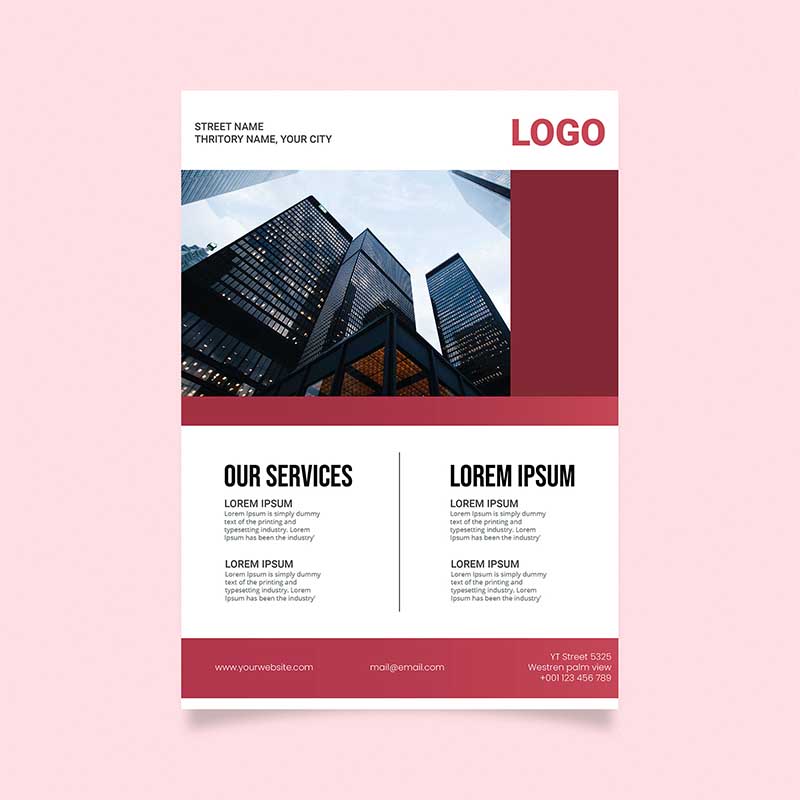 STREET NAME
THRITORY NAME, YOUR CITY
LOGO
OUR SERVICES
LOREM IPSUM
Lorem Ipsum is simply dummy
text of the printing and
typesetting industry. Lorem
Ipsum has been the industry'
LOREM IPSUM
Lorem Ipsum is simply dummy
text of the printing and
typesetting industry. Lorem
Ipsum has been the industry'
LOREM IPSUM
LOREM IPSUM
Lorem Ipsum is simply dummy
text of the printing and
typesetting industry. Lorem
Ipsum has been the industry'
LOREM IPSUM
Lorem Ipsum is simply dummy
text of the printing and
typesetting industry. Lorem
Ipsum has been the industry'
www.yourwebsite.com
mail@email.com
YT Street 5325
Westren palm view
+001 123 456 789